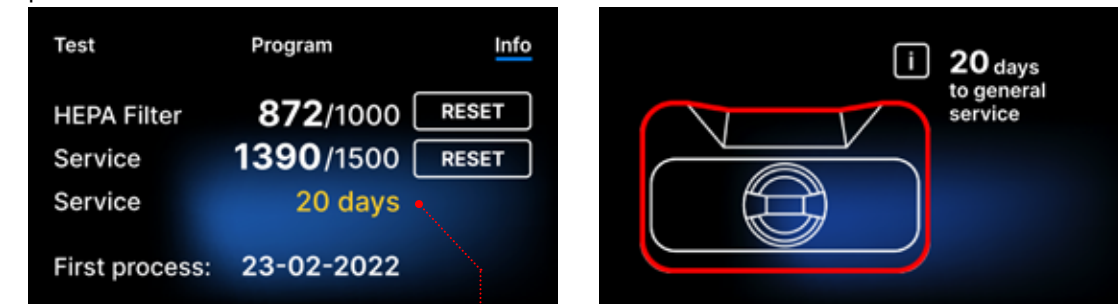 Test Program Info
HEPA Filter 872/1000 RESET
Service 1390/1500 RESET
Service 20 days
First process: 23-02-2022
i 20 days
to general
service